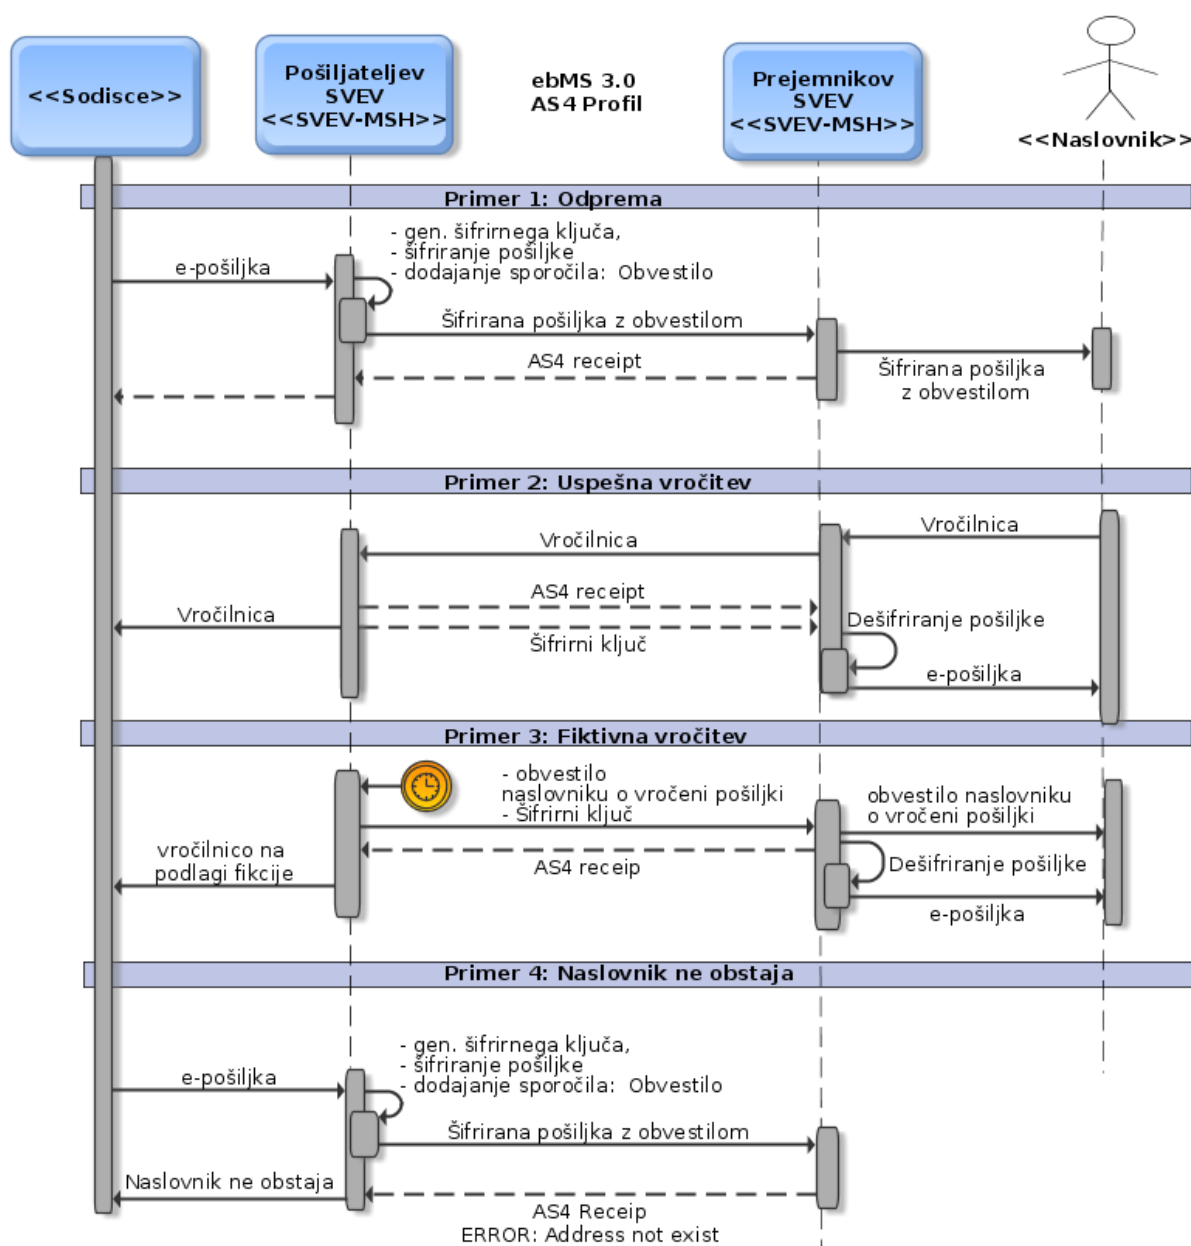 <<Sodisce>>
Pošiljateljev
SVEV
<<SVEV-MSH>>
ebMS 3.0
AS4 Profil
Prejemnikov
SVEV
<<SVEV-MSH>>
<<Naslovnik>>
Primer 1: Odprema
- gen. šifrirnega ključa,
- šifriranje pošiljke
- dodajanje sporočila: Obvestilo
e-pošiljka
Šifrirana pošiljka z obvestilom
AS4 receipt
Šifrirana pošiljka
z obvestilom
Primer 2: Uspešna vročitev
Vročilnica
Vročilnica
AS4 receipt
Vročilnica
Šifrirni ključ
Dešifriranje pošiljke
e-pošiljka
Primer 3: Fiktivna vročitev
- obvestilo
naslovniku o vročeni pošiljki
- Šifrirni ključ
obvestilo naslovniku
o vročeni pošiljki
vročilnico na
podlagi fikcije
AS4 receip
Dešifriranje pošiljke
e-pošiljka
Primer 4: Naslovnik ne obstaja
- gen. šifrirnega ključa,
- šifriranje pošiljke
- dodajanje sporočila: Obvestilo
e-pošiljka
Šifrirana pošiljka z obvestilom
Naslovnik ne obstaja
AS4 Receip
ERROR: Address not exist